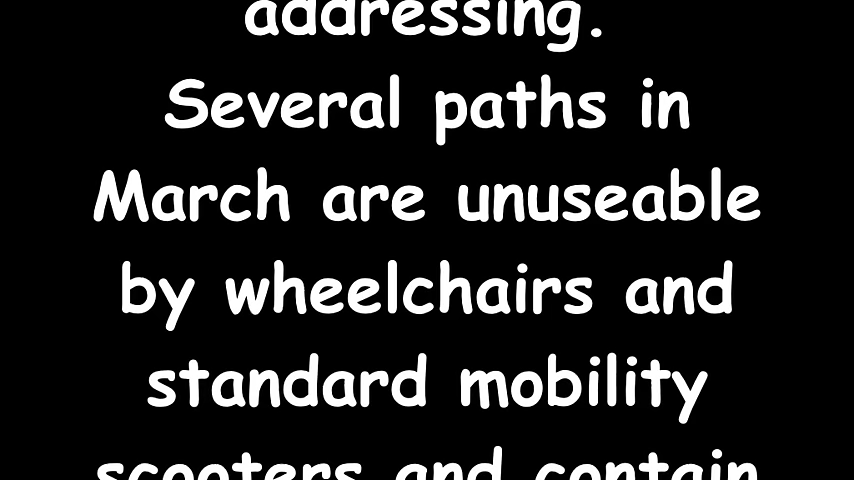 addressing.
Several paths in
March are unuseable
by wheelchairs and
standard mobility
scooters and contain